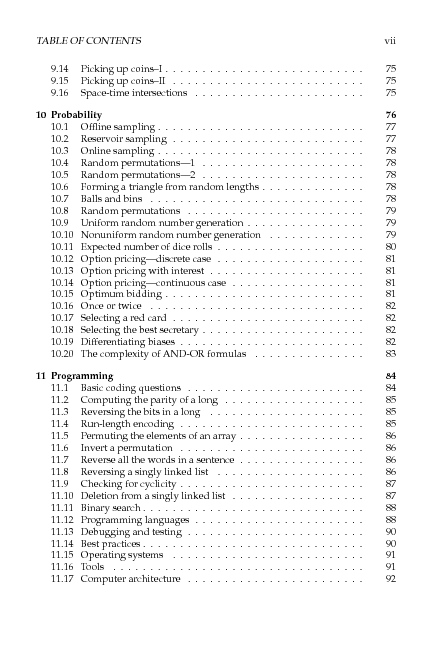 TABLE OF CONTENTS vii
9.14 Picking up coins–I . . . . . . . . . . . . . . . . . . . . . . 75
9.15 Picking up coins–II . . . . . . . . . . . . . . . . . . . . . . 75
9.16 Space-time intersections . . . . . . . . . . . . . . . . . . . 75
10 Probability 76
10.1 Offline sampling . . . . . . . . . . . . . . . . . . . . . . . 77
10.2 Reservoir sampling . . . . . . . . . . . . . . . . . . . . . 77
10.3 Online sampling . . . . . . . . . . . . . . . . . . . . . . . 78
10.4 Random permutations—1 . . . . . . . . . . . . . . . . . . 78
10.5 Random permutations—2 . . . . . . . . . . . . . . . . . . 78
10.6 Forming a triangle from random lengths . . . . . . . . . . . 78
10.7 Balls and bins . . . . . . . . . . . . . . . . . . . . . . . . 78
10.8 Random permutations . . . . . . . . . . . . . . . . . . . . 79
10.9 Uniform random number generation . . . . . . . . . . . . . 79
10.10 Nonuniform random number generation . . . . . . . . . . . 79
10.11 Expected number of dice rolls . . . . . . . . . . . . . . . . 80
10.12 Option pricing—discrete case . . . . . . . . . . . . . . . . 81
10.13 Option pricing with interest . . . . . . . . . . . . . . . . . 81
10.14 Option pricing—continuous case . . . . . . . . . . . . . . . 81
10.15 Optimum bidding . . . . . . . . . . . . . . . . . . . . . . 81
10.16 Once or twice . . . . . . . . . . . . . . . . . . . . . . . . 82
10.17 Selecting a red card . . . . . . . . . . . . . . . . . . . . . 82
10.18 Selecting the best secretary . . . . . . . . . . . . . . . . . 82
10.19 Differentiating biases . . . . . . . . . . . . . . . . . . . . 82
10.20 The complexity of AND-OR formulas . . . . . . . . . . . . 83
11 Programming 84
11.1 Basic coding questions . . . . . . . . . . . . . . . . . . . . 84
11.2 Computing the parity of a long . . . . . . . . . . . . . . . . 85
11.3 Reversing the bits in a long . . . . . . . . . . . . . . . . . 85
11.4 Run-length encoding . . . . . . . . . . . . . . . . . . . . . 85
11.5 Permuting the elements of an array . . . . . . . . . . . . . . 86
11.6 Invert a permutation . . . . . . . . . . . . . . . . . . . . . 86
11.7 Reverse all the words in a sentence . . . . . . . . . . . . . . 86
11.8 Reversing a singly linked list . . . . . . . . . . . . . . . . . 86
11.9 Checking for cyclicity . . . . . . . . . . . . . . . . . . . . 87
11.10 Deletion from a singly linked list . . . . . . . . . . . . . . . 87
11.11 Binary search . . . . . . . . . . . . . . . . . . . . . . . . 88
11.12 Programming languages . . . . . . . . . . . . . . . . . . . 88
11.13 Debugging and testing . . . . . . . . . . . . . . . . . . . . 90
11.14 Best practices . . . . . . . . . . . . . . . . . . . . . . . . 90
11.15 Operating systems . . . . . . . . . . . . . . . . . . . . . . 91
11.16 Tools . . . . . . . . . . . . . . . . . . . . . . . . . . . . 91
11.17 Computer architecture . . . . . . . . . . . . . . . . . . . . 92